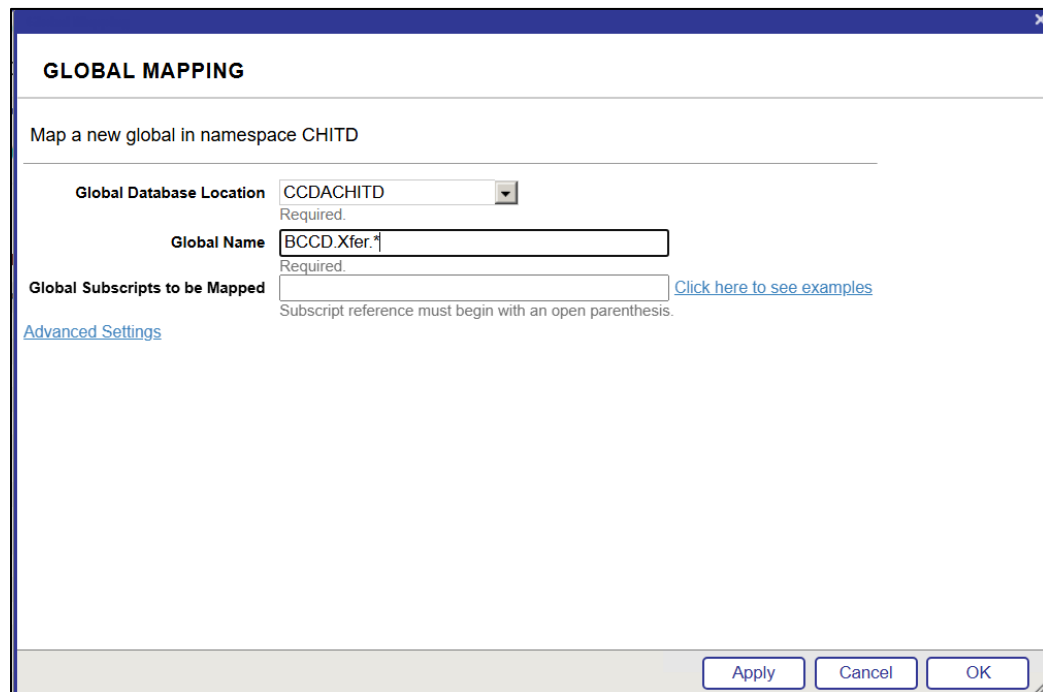 GLOBAL MAPPING
Map a new global in namespace CHITD
Global Database Location CCDACHITD
Required.
Global Name BCCD.Xfer.*
Required.
Global Subscripts to be Mapped Click here to see examples
Subscript reference must begin with an open parenthesis.
Advanced Settings
Apply Cancel OK